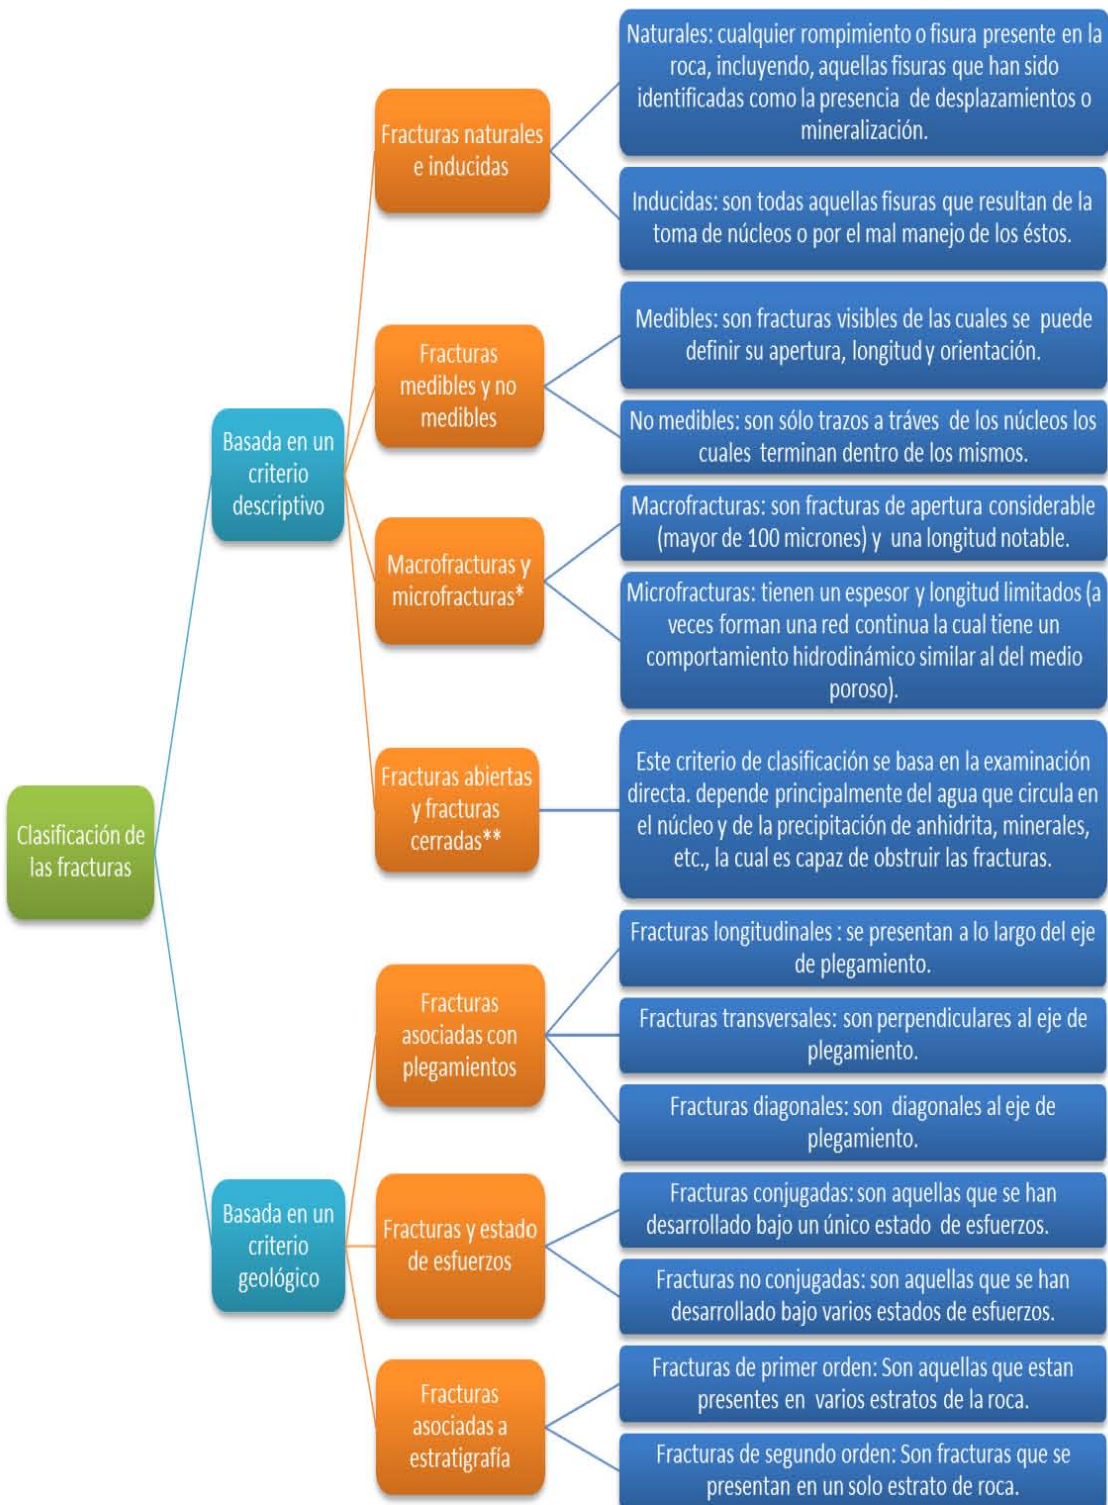 Clasificación de
las fracturas
Basada en un
criterio
descriptivo
Fracturas naturales
e inducidas
Naturales: cualquier rompimiento o fisura presente en la
roca, incluyendo, aquellas fisuras que han sido
identificadas como la presencia de desplazamientos o
mineralización.
Inducidas: son todas aquellas fisuras que resultan de la
toma de núcleos o por el mal manejo de los éstos.
Fracturas
medibles y no
medibles
Medibles: son fracturas visibles de las cuales se puede
definir su apertura, longitud y orientación.
No medibles: son sólo trazos a tráves de los núcleos los
cuales terminan dentro de los mismos.
Macrofracturas y
microfracturas*
Macrofracturas: son fracturas de apertura considerable
(mayor de 100 micrones) y una longitud notable.
Microfracturas: tienen un espesor y longitud limitados (a
veces forman una red continua la cual tiene un
comportamiento hidrodinámico similar al del medio
poroso).
Fracturas abiertas
y fracturas
cerradas**
Este criterio de clasificación se basa en la examinación
directa. depende principalmente del agua que circula en
el núcleo y de la precipitación de anhidrita, minerales,
etc., la cual es capaz de obstruir las fracturas.
Basada en un
criterio
geológico
Fracturas
asociadas con
plegamientos
Fracturas longitudinales : se presentan a lo largo del eje
de plegamiento.
Fracturas transversales: son perpendiculares al eje de
plegamiento.
Fracturas diagonales: son diagonales al eje de
plegamiento.
Fracturas y estado
de esfuerzos
Fracturas conjugadas: son aquellas que se han
desarrollado bajo un único estado de esfuerzos.
Fracturas no conjugadas: son aquellas que se han
desarrollado bajo varios estados de esfuerzos.
Fracturas
asociadas a
estratigrafía
Fracturas de primer orden: Son aquellas que estan
presentes en varios estratos de la roca.
Fracturas de segundo orden: Son fracturas que se
presentan en un solo estrato de roca.